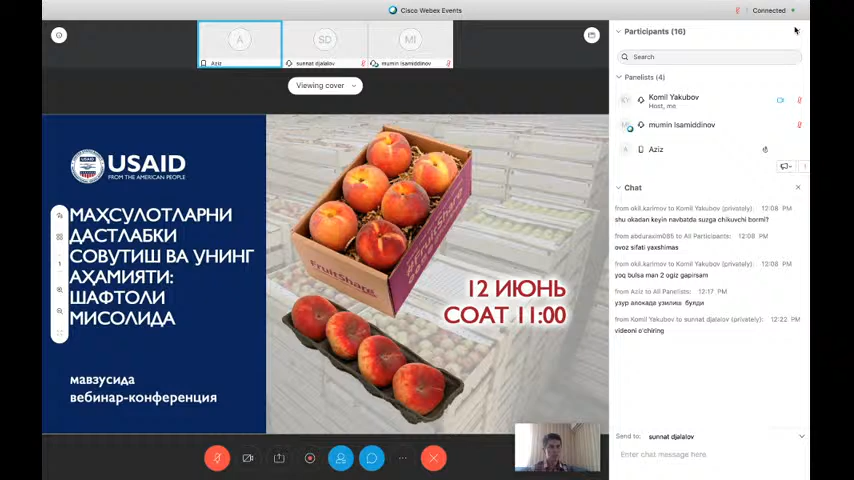 Cisco Webex Events
Connected
A
Aziz
SD
sunnat djalalov
MI
mumin Isamiddinov
Viewing cover
USAID
FROM THE AMERICAN PEOPLE
МАҲСУЛОТЛАРНИ
ДАСТЛАБКИ
СОВУТИШ ВА УНИНГ
АҲАМИЯТИ:
ШАФТОЛИ
МИСОЛИДА
мавзусида
вебинар-конференция
FruitShare
#FruitShare
12 ИЮНЬ
СОАТ 11:00
1
Participants (16)
Search
Panelists (4)
KY
Komil Yakubov
Host, me
mumin Isamiddinov
A
Aziz
Chat
from okil.karimov to Komil Yakubov (privately): 12:08 PM
shu okadan keyin navbatda suzga chikuvchi bormi?
from abduraxim085 to All Participants: 12:08 PM
ovoz sifati yaxshimas
from okil.karimov to Komil Yakubov (privately): 12:08 PM
yoq bulsa man 2 ogiz gapirsam
from Aziz to All Panelists: 12:17 PM
узур алокада узилиш булди
from Komil Yakubov to sunnat djalalov (privately): 12:22 PM
videoni o'chiring
Send to: sunnat djalalov
Enter chat message here